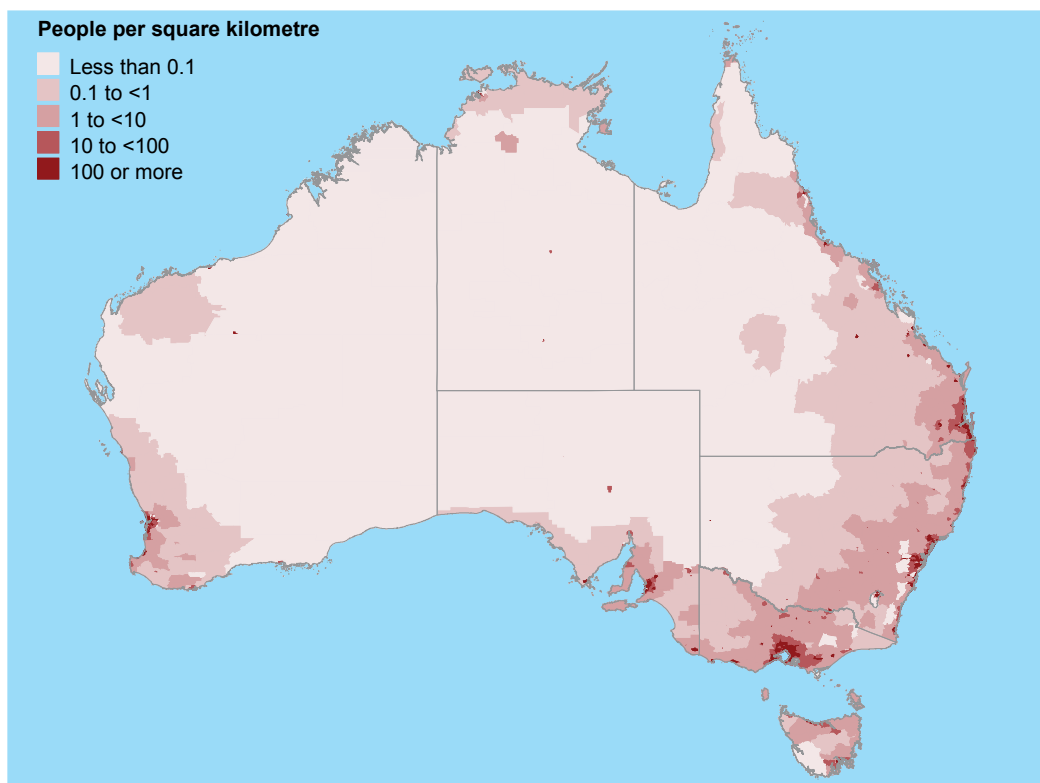 People per square kilometre
Less than 0.1
0.1 to <1
1 to <10
10 to <100
100 or more